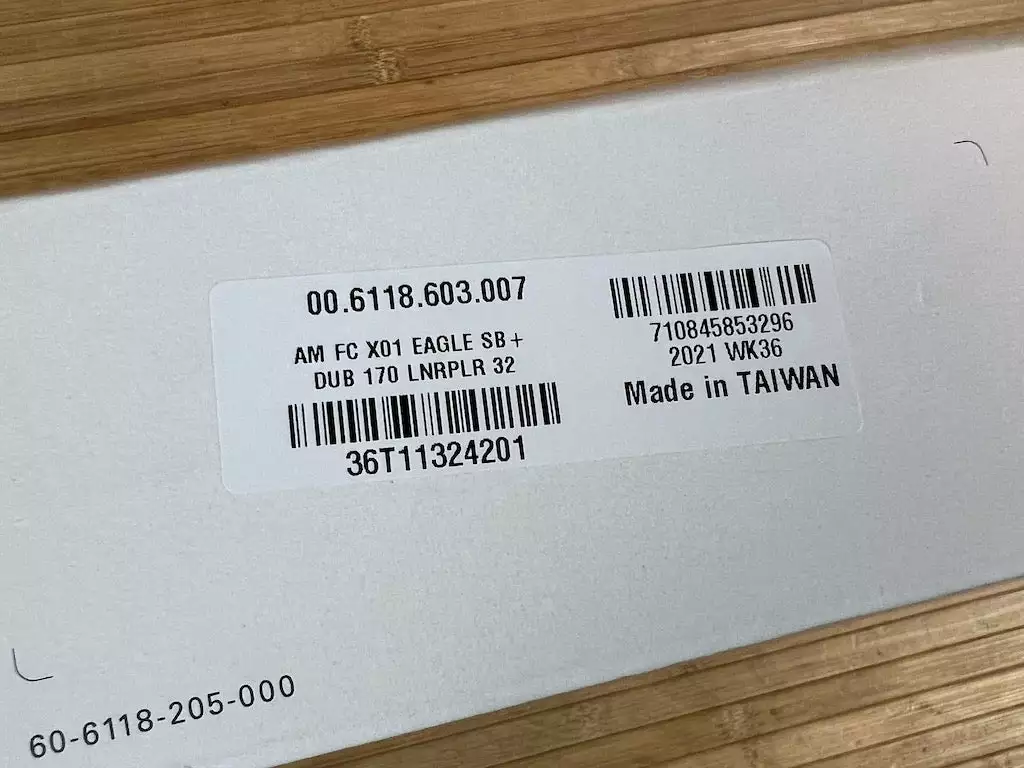 00.6118.603.007
AM FC X01 EAGLE SB+
DUB 170 LNRPLR 32
36T11324201
710845853296
2021 WK36
Made in TAIWAN
60-6118-205-000